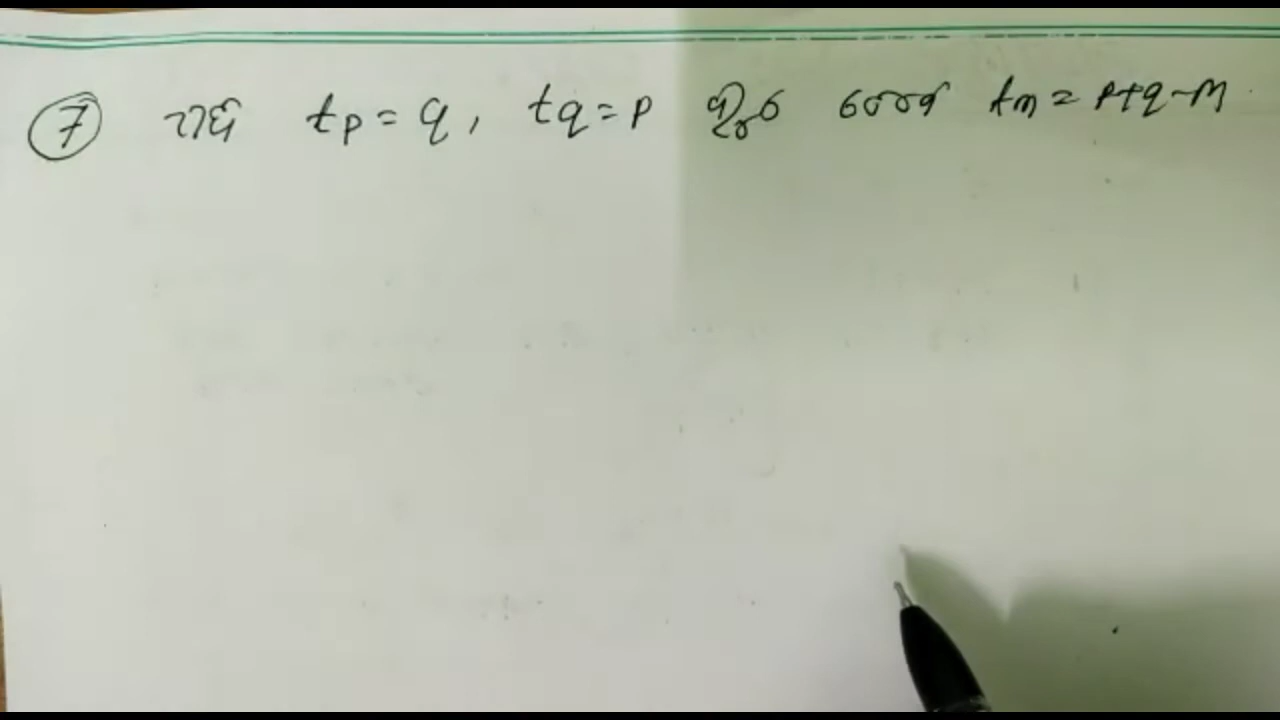 7 ଯଦି tp = q, tq = p ହୁଏ ତେବେ tm = p+q-m